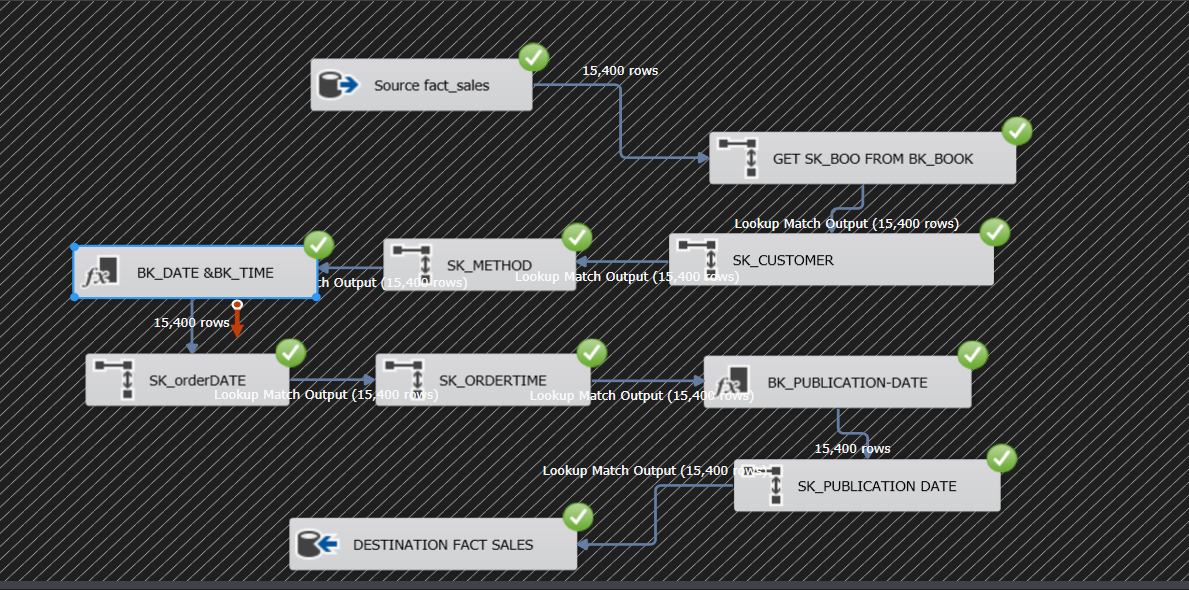 Source fact_sales
15,400 rows
GET SK_BOO FROM BK_BOOK
Lookup Match Output (15,400 rows)
SK_CUSTOMER
Lookup Match Output (15,400 rows)
SK_METHOD
ch Output (15,400 rows)
BK_DATE &BK_TIME
15,400 rows
SK_orderDATE
Lookup Match Output (15,400 rows)
SK_ORDERTIME
Lookup Match Output (15,400 rows)
BK_PUBLICATION-DATE
15,400 rows
SK_PUBLICATION DATE
Lookup Match Output (15,400 rows)
DESTINATION FACT SALES